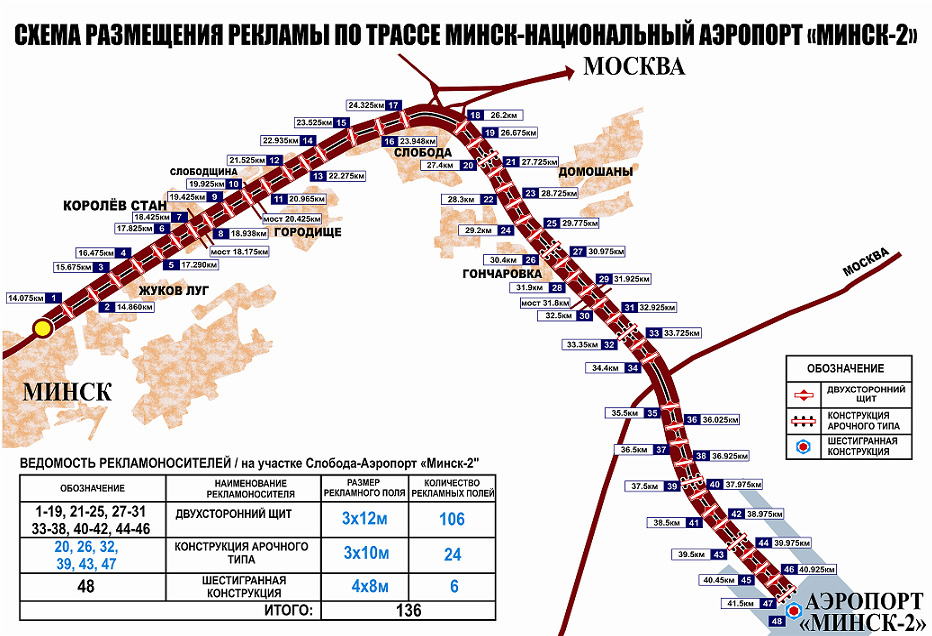 СХЕМА РАЗМЕЩЕНИЯ РЕКЛАМЫ ПО ТРАССЕ МИНСК-НАЦИОНАЛЬНЫЙ АЭРОПОРТ «МИНСК-2»
МОСКВА
24.325км 17
23.525км 15
22.935км 14
21.525км 12
СЛОБОДЩИНА
19.925км 10
19.425км 9
КОРОЛЁВ СТАН
18.425км 7
17.825км 6
16.475км 4
15.675км 3
14.075км 1
2 14.860км
ЖУКОВ ЛУГ
5 17.290км
мост 18.175км
8 18.938км
ГОРОДИЩЕ
мост 20.425км
11 20.965км
13 22.275км
16 23.948км
СЛОБОДА
МИНСК
18 26.2км
19 26.675км
27.4км 20
21 27.725км
ДОМОШАНЫ
28.3км 22
23 28.725км
29.2км 24
25 29.775км
30.4км 26
27 30.975км
ГОНЧАРОВКА
31.9км 28
29 31.925км
мост 31.8км
32.5км 30
31 32.925км
33.35км 32
33 33.725км
34.4км 34
МОСКВА
35.5км 35
36 36.025км
36.5км 37
38 36.925км
37.5км 39
40 37.975км
38.5км 41
42 38.975км
39.5км 43
44 39.975км
40.45км 45
46 40.925км
41.5км 47
48
АЭРОПОРТ
«МИНСК-2»
ОБОЗНАЧЕНИЕ
ДВУХСТОРОННИЙ
ЩИТ
КОНСТРУКЦИЯ
АРОЧНОГО ТИПА
ШЕСТИГРАННАЯ
КОНСТРУКЦИЯ
ВЕДОМОСТЬ РЕКЛАМОНОСИТЕЛЕЙ / на участке Слобода-Аэропорт «Минск-2"
ОБОЗНАЧЕНИЕ НАИМЕНОВАНИЕ РЕКЛАМОНОСИТЕЛЯ РАЗМЕР РЕКЛАМНОГО ПОЛЯ КОЛИЧЕСТВО РЕКЛАМНЫХ ПОЛЕЙ
1-19, 21-25, 27-31
33-38, 40-42, 44-46
ДВУХСТОРОННИЙ ЩИТ 3х12м 106
20, 26, 32,
39, 43, 47
КОНСТРУКЦИЯ АРОЧНОГО
ТИПА
3х10м 24
48 ШЕСТИГРАННАЯ
КОНСТРУКЦИЯ
4х8м 6
ИТОГО: 136